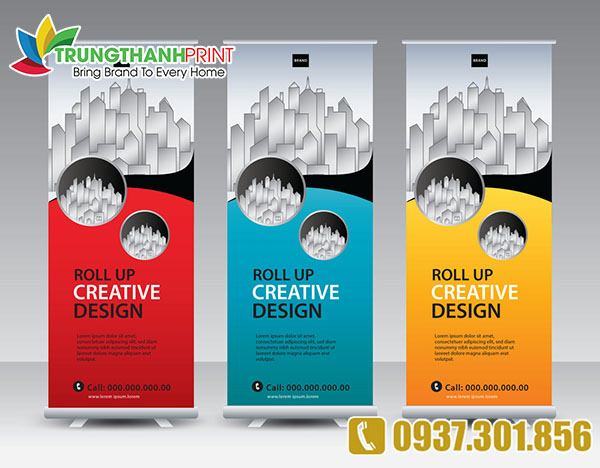 TRUNGTHANHPRINT
Bring Brand To Every Home
BRAND
BRAND
ROLL UP
CREATIVE
DESIGN
Lorem ipsum dolor sit amet,
consectetuer adipiscing elit, sed
diam nonummy nibh euismod
tincidunt ut laoreet dolore
magna aliquam erat volutpat.
Call: 000.000.000.00
www.lorem ipsum.lorem
ROLL UP
CREATIVE
DESIGN
Lorem ipsum dolor sit amet,
consectetuer adipiscing elit, sed
diam nonummy nibh euismod
tincidunt ut laoreet dolore
magna aliquam erat volutpat.
Call: 000.000.000.00
www.lorem ipsum.lorem
ROLL UP
CREATIVE
DESIGN
Lorem ipsum dolor sit amet,
consectetuer adipiscing elit, sed
diam nonummy nibh euismod
tincidunt ut laoreet dolore
magna aliquam erat volutpat.
Call: 000.000.000.00
0937.301.856